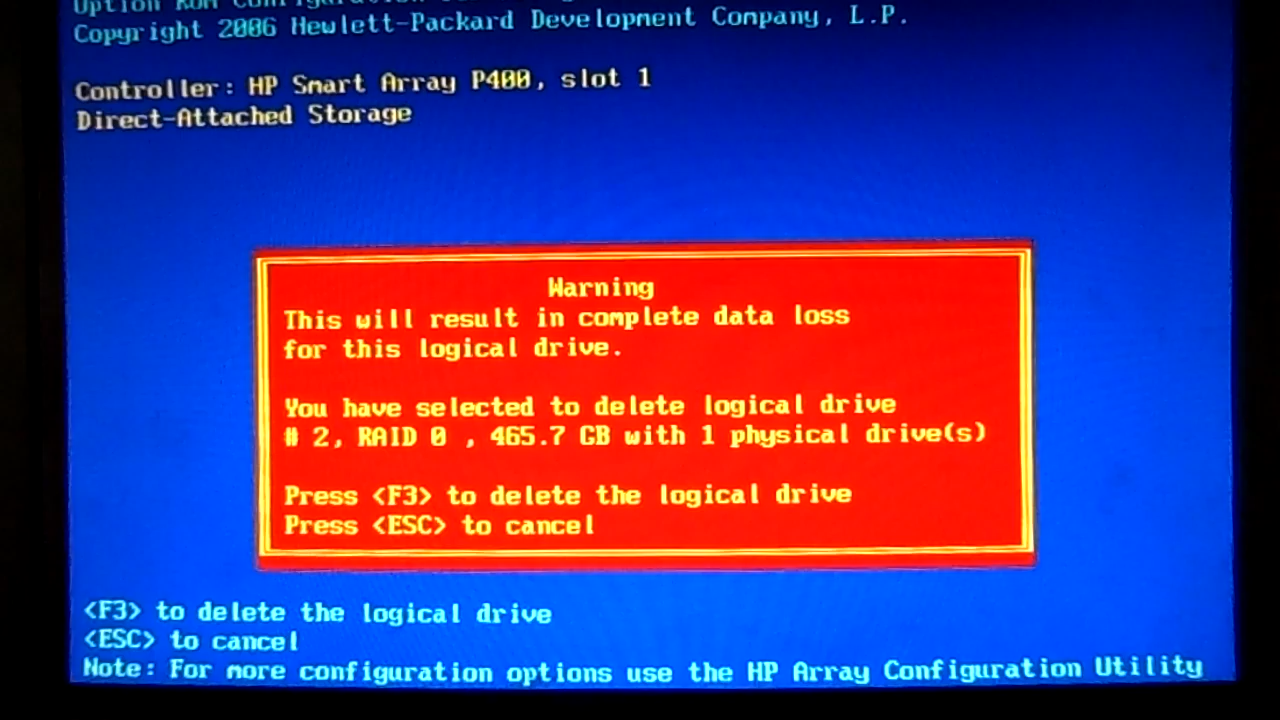 Option ROM
Copyright 2006 Hewlett-Packard Development Company, L.P.
Controller: HP Smart Array P400, slot 1
Direct-Attached Storage
Warning
This will result in complete data loss
for this logical drive.
You have selected to delete logical drive
# 2, RAID 0 , 465.7 GB with 1 physical drive(s)
Press <F3> to delete the logical drive
Press <ESC> to cancel
<F3> to delete the logical drive
<ESC> to cancel
Note: For more configuration options use the HP Array Configuration Utility